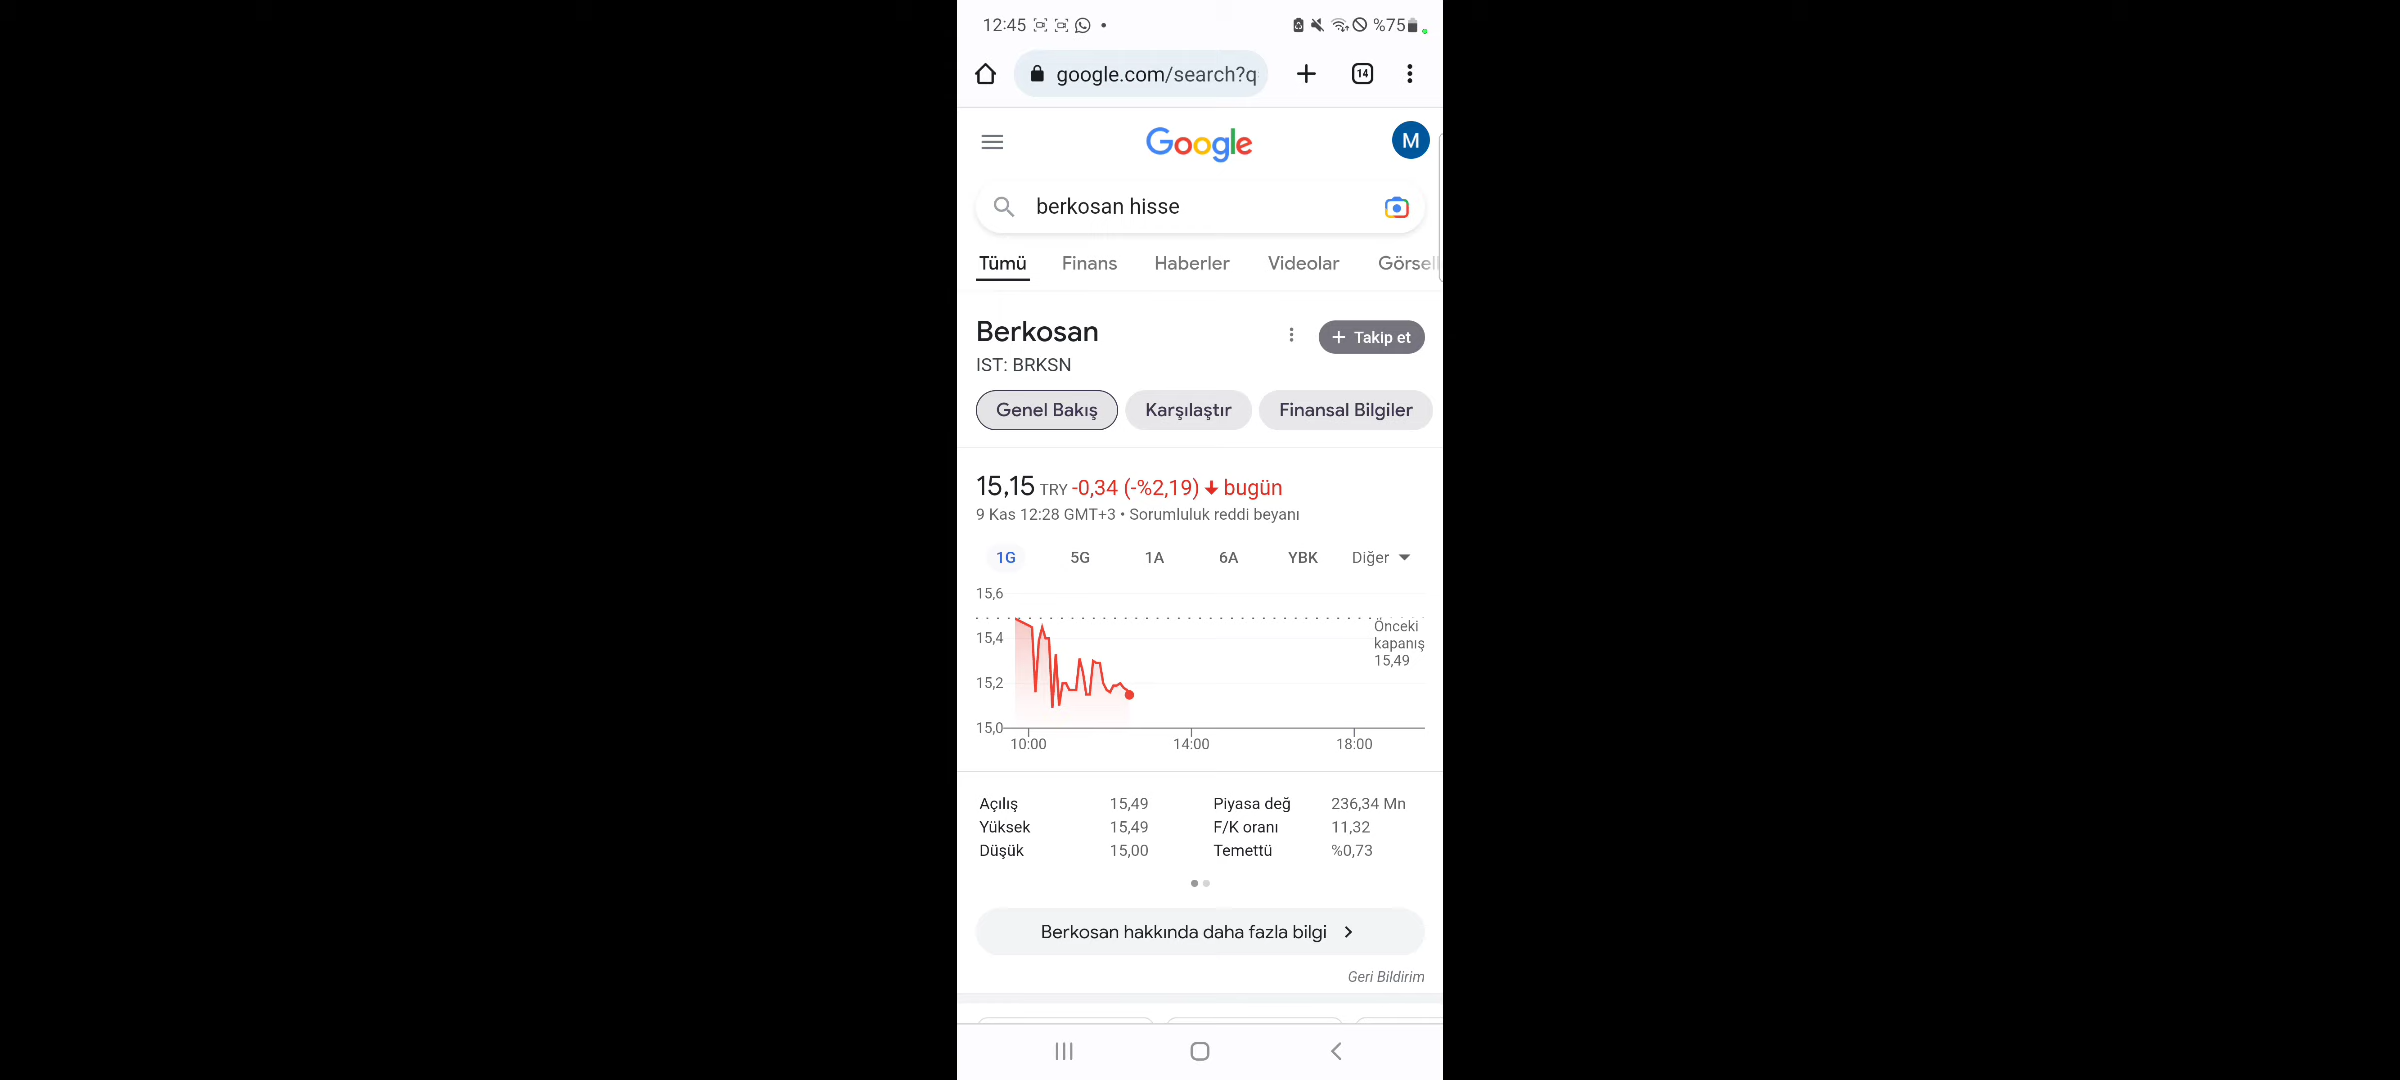 12:45 %75
google.com/search?q 14
Google M
berkosan hisse
Tümü Finans Haberler Videolar Görsell
Berkosan
+ Takip et
IST: BRKSN
Genel Bakış Karşılaştır Finansal Bilgiler
15,15 TRY -0,34 (-%2,19) ↓ bugün
9 Kas 12:28 GMT+3 • Sorumluluk reddi beyanı
1G 5G 1A 6A YBK Diğer
15,6
15,4
15,2
15,0
Önceki
kapanış
15,49
10:00 14:00 18:00
Açılış 15,49 Piyasa değ 236,34 Mn
Yüksek 15,49 F/K oranı 11,32
Düşük 15,00 Temettü %0,73
Berkosan hakkında daha fazla bilgi
Geri Bildirim